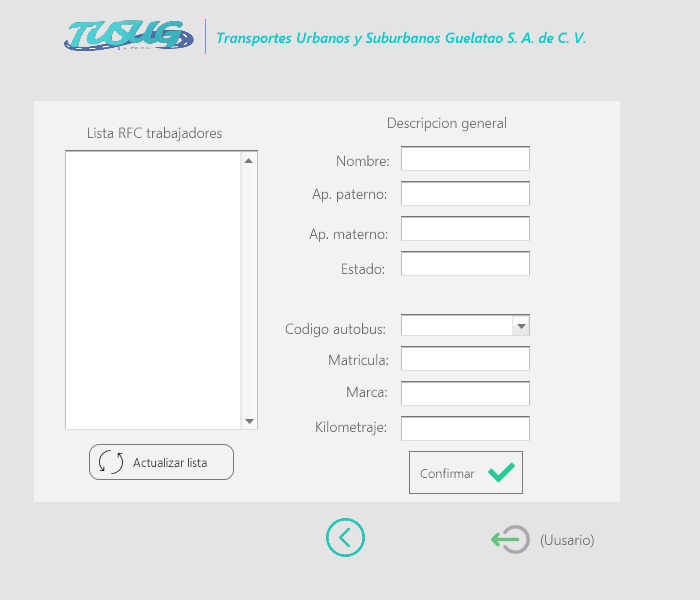 TUSUG
Transportes Urbanos y Suburbanos Guelatao S. A. de C. V.
Lista RFC trabajadores
Actualizar lista
Descripcion general
Nombre:
Ap. paterno:
Ap. materno:
Estado:
Codigo autobus:
Matricula:
Marca:
Kilometraje:
Confirmar
(Uusario)